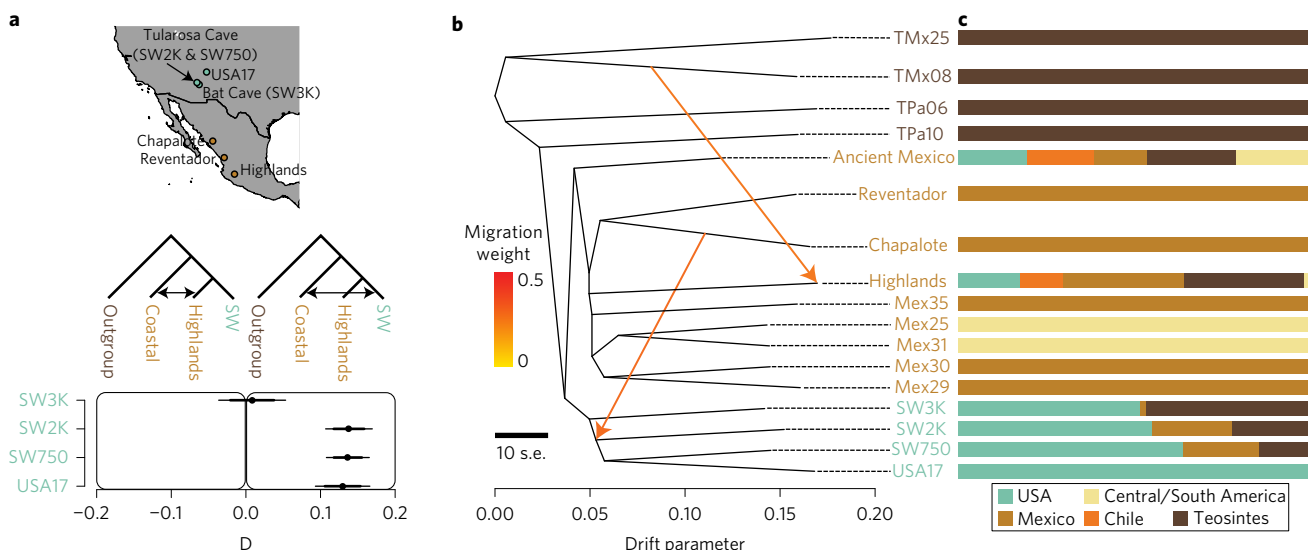 a
Tularosa Cave
(SW2K & SW750)
USA17
Bat Cave (SW3K)
Chapalote
Reventador
Highlands
Outgroup
Coastal
Highlands
SW
Outgroup
Coastal
Highlands
SW
SW3K
SW2K
SW750
USA17
−0.2
−0.1
0.0
0.1
0.2
D
b
TMx25
TMx08
TPa06
TPa10
Ancient Mexico
Reventador
Chapalote
Highlands
Mex35
Mex25
Mex31
Mex30
Mex29
SW3K
SW2K
SW750
USA17
Migration
weight
0.5
0
10 s.e.
0.00
0.05
0.10
0.15
0.20
Drift parameter
c
USA
Central/South America
Mexico
Chile
Teosintes